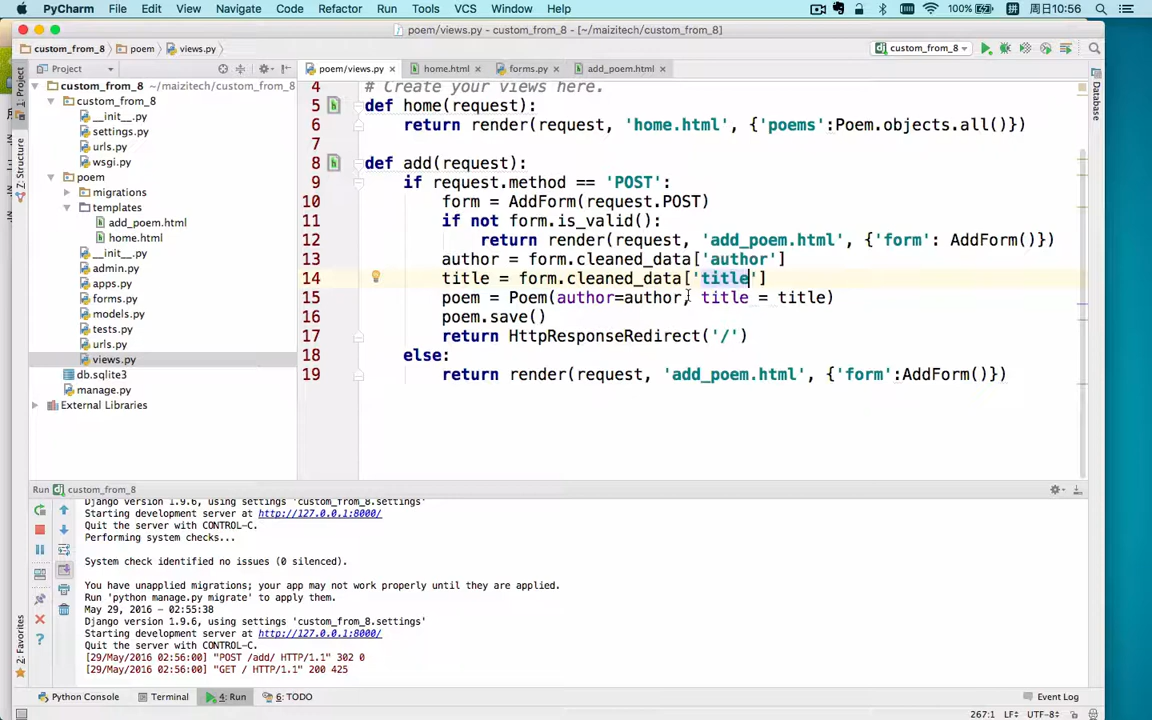 PyCharm File Edit View Navigate Code Refactor Run Tools VCS Window Help 100% 拼 周日10:56
poem/views.py - custom_from_8 - [~/maizitech/custom_from_8]
custom_from_8 poem views.py custom_from_8
Project poem/views.py home.html forms.py add_poem.html
1: Project
Z: Structure
2: Favorites
Database
custom_from_8 ~/maizitech/custom_from_8
custom_from_8
__init__.py
settings.py
urls.py
wsgi.py
poem
migrations
templates
add_poem.html
home.html
__init__.py
admin.py
apps.py
forms.py
models.py
tests.py
urls.py
views.py
db.sqlite3
manage.py
External Libraries
4 # Create your views here.
5 def home(request):
6 return render(request, 'home.html', {'poems':Poem.objects.all()})
7
8 def add(request):
9 if request.method == 'POST':
10 form = AddForm(request.POST)
11 if not form.is_valid():
12 return render(request, 'add_poem.html', {'form': AddForm()})
13 author = form.cleaned_data['author']
14 title = form.cleaned_data['title']
15 poem = Poem(author=author, title = title)
16 poem.save()
17 return HttpResponseRedirect('/')
18 else:
19 return render(request, 'add_poem.html', {'form':AddForm()})
Run custom_from_8
Django version 1.9.6, using settings 'custom_from_8.settings'
Starting development server at http://127.0.0.1:8000/
Quit the server with CONTROL-C.
Performing system checks...
System check identified no issues (0 silenced).
You have unapplied migrations; your app may not work properly until they are applied.
Run 'python manage.py migrate' to apply them.
May 29, 2016 - 02:55:38
Django version 1.9.6, using settings 'custom_from_8.settings'
Starting development server at http://127.0.0.1:8000/
Quit the server with CONTROL-C.
[29/May/2016 02:56:00] "POST /add/ HTTP/1.1" 302 0
[29/May/2016 02:56:00] "GET / HTTP/1.1" 200 425
Python Console Terminal 4: Run 6: TODO Event Log
267:1 LF UTF-8